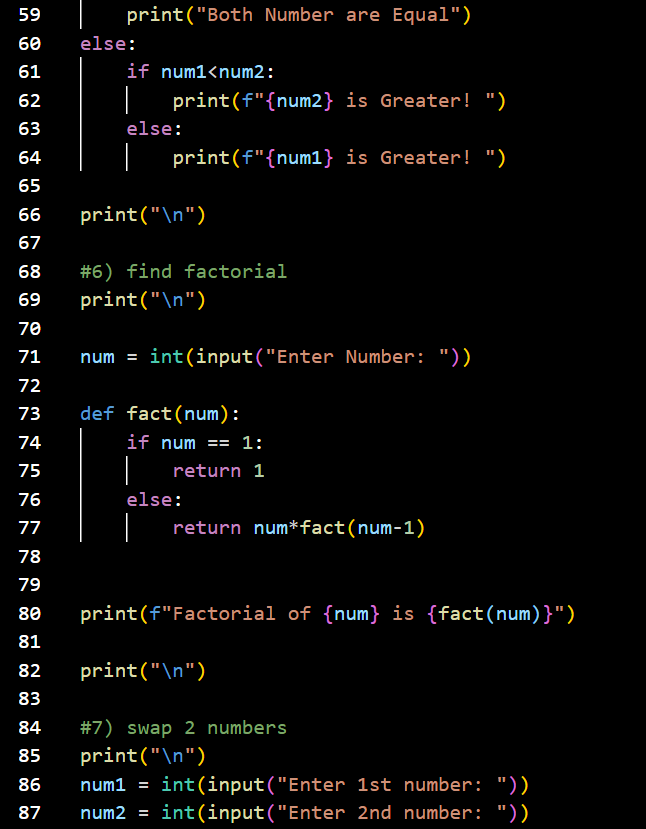 59 print("Both Number are Equal")
60 else:
61 if num1<num2:
62 print(f"{num2} is Greater! ")
63 else:
64 print(f"{num1} is Greater! ")
65
66 print("\n")
67
68 #6) find factorial
69 print("\n")
70
71 num = int(input("Enter Number: "))
72
73 def fact(num):
74 if num == 1:
75 return 1
76 else:
77 return num*fact(num-1)
78
79
80 print(f"Factorial of {num} is {fact(num)}")
81
82 print("\n")
83
84 #7) swap 2 numbers
85 print("\n")
86 num1 = int(input("Enter 1st number: "))
87 num2 = int(input("Enter 2nd number: "))